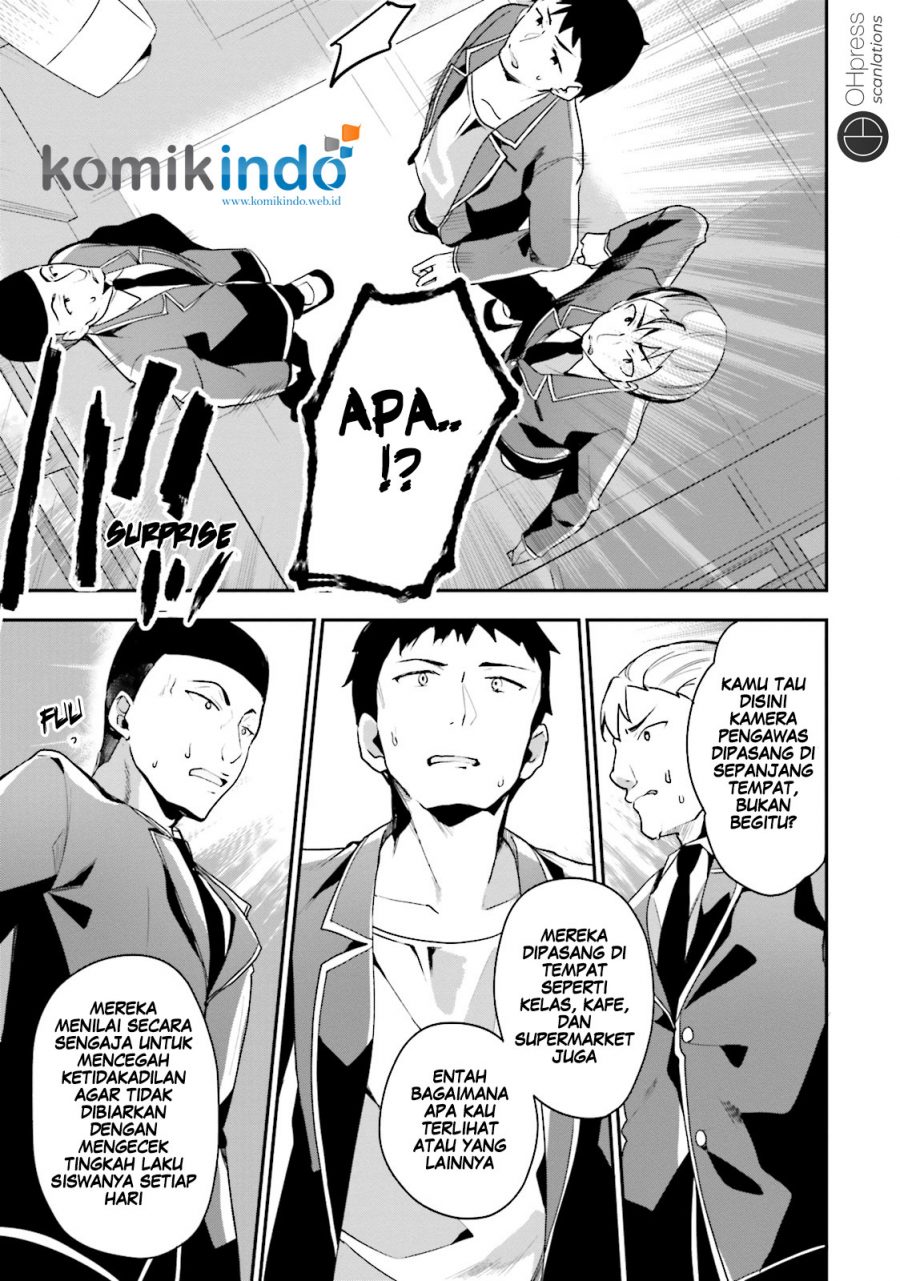 OHpress
scanlations
komikindo
www.komikindo.web.id
APA..
!?
SURPRISE
KAMU TAU
DISINI
KAMERA
PENGAWAS
DIPASANG DI
SEPANJANG
TEMPAT,
BUKAN
BEGITU?
MEREKA
DIPASANG DI
TEMPAT
SEPERTI
KELAS, KAFE,
DAN
SUPERMARKET
JUGA
ENTAH
BAGAIMANA
APA KAU
TERLIHAT
ATAU YANG
LAINNYA
FUU
?
MEREKA
MENILAI SECARA
SENGAJA UNTUK
MENCEGAH
KETIDAKADILAN
AGAR TIDAK
DIBIARKAN
DENGAN
MENGECEK
TINGKAH LAKU
SISWANYA SETIAP
HARI